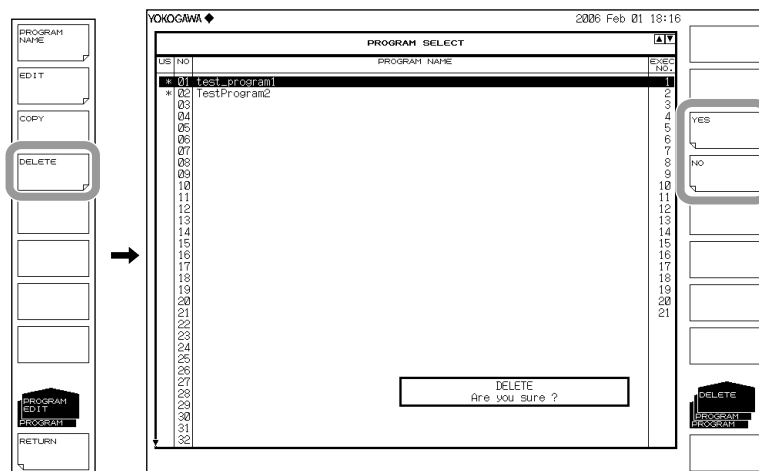 PROGRAM
NAME
EDIT
COPY
DELETE
PROGRAM
EDIT
PROGRAM
RETURN
YOKOGAWA ◆ 2006 Feb 01 18:16
PROGRAM SELECT
US NO PROGRAM NAME EXEC NO.
* 01 test_program1 1
* 02 TestProgram2 2
03 3
04 4
05 5
06 6
07 7
08 8
09 9
10 10
11 11
12 12
13 13
14 14
15 15
16 16
17 17
18 18
19 19
20 20
21 21
22
23
24
25
26
27
28
29
30
31
32
DELETE
Are you sure ?
YES
NO
DELETE
PROGRAM
PROGRAM